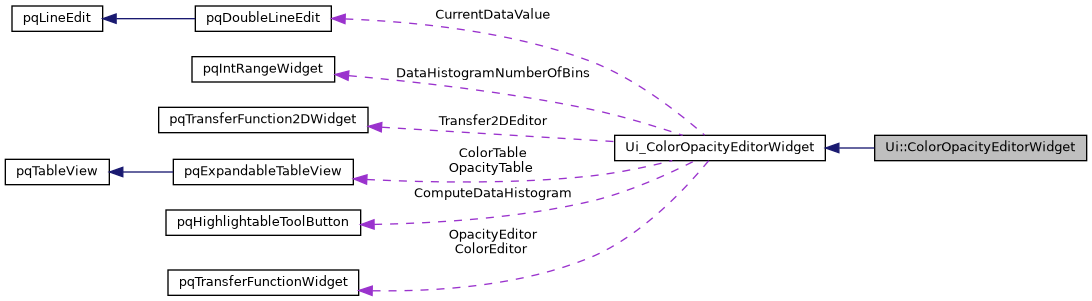 pqLineEdit
pqDoubleLineEdit
CurrentDataValue
pqIntRangeWidget
DataHistogramNumberOfBins
pqTransferFunction2DWidget
Transfer2DEditor
Ui_ColorOpacityEditorWidget
Ui::ColorOpacityEditorWidget
pqTableView
pqExpandableTableView
ColorTable
OpacityTable
ComputeDataHistogram
pqHighlightableToolButton
OpacityEditor
ColorEditor
pqTransferFunctionWidget